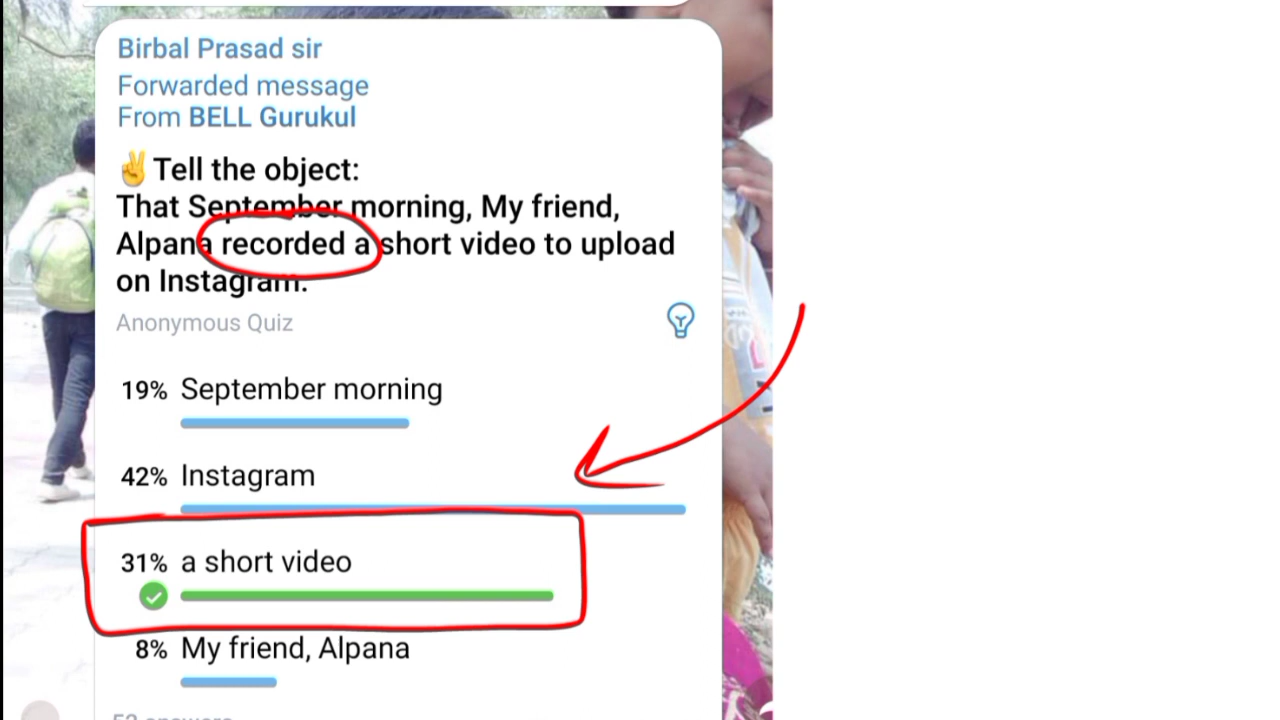 Birbal Prasad sir
Forwarded message
From BELL Gurukul
✌Tell the object:
That September morning, My friend,
Alpana recorded a short video to upload
on Instagram.
Anonymous Quiz
19% September morning
42% Instagram
31% a short video
8% My friend, Alpana